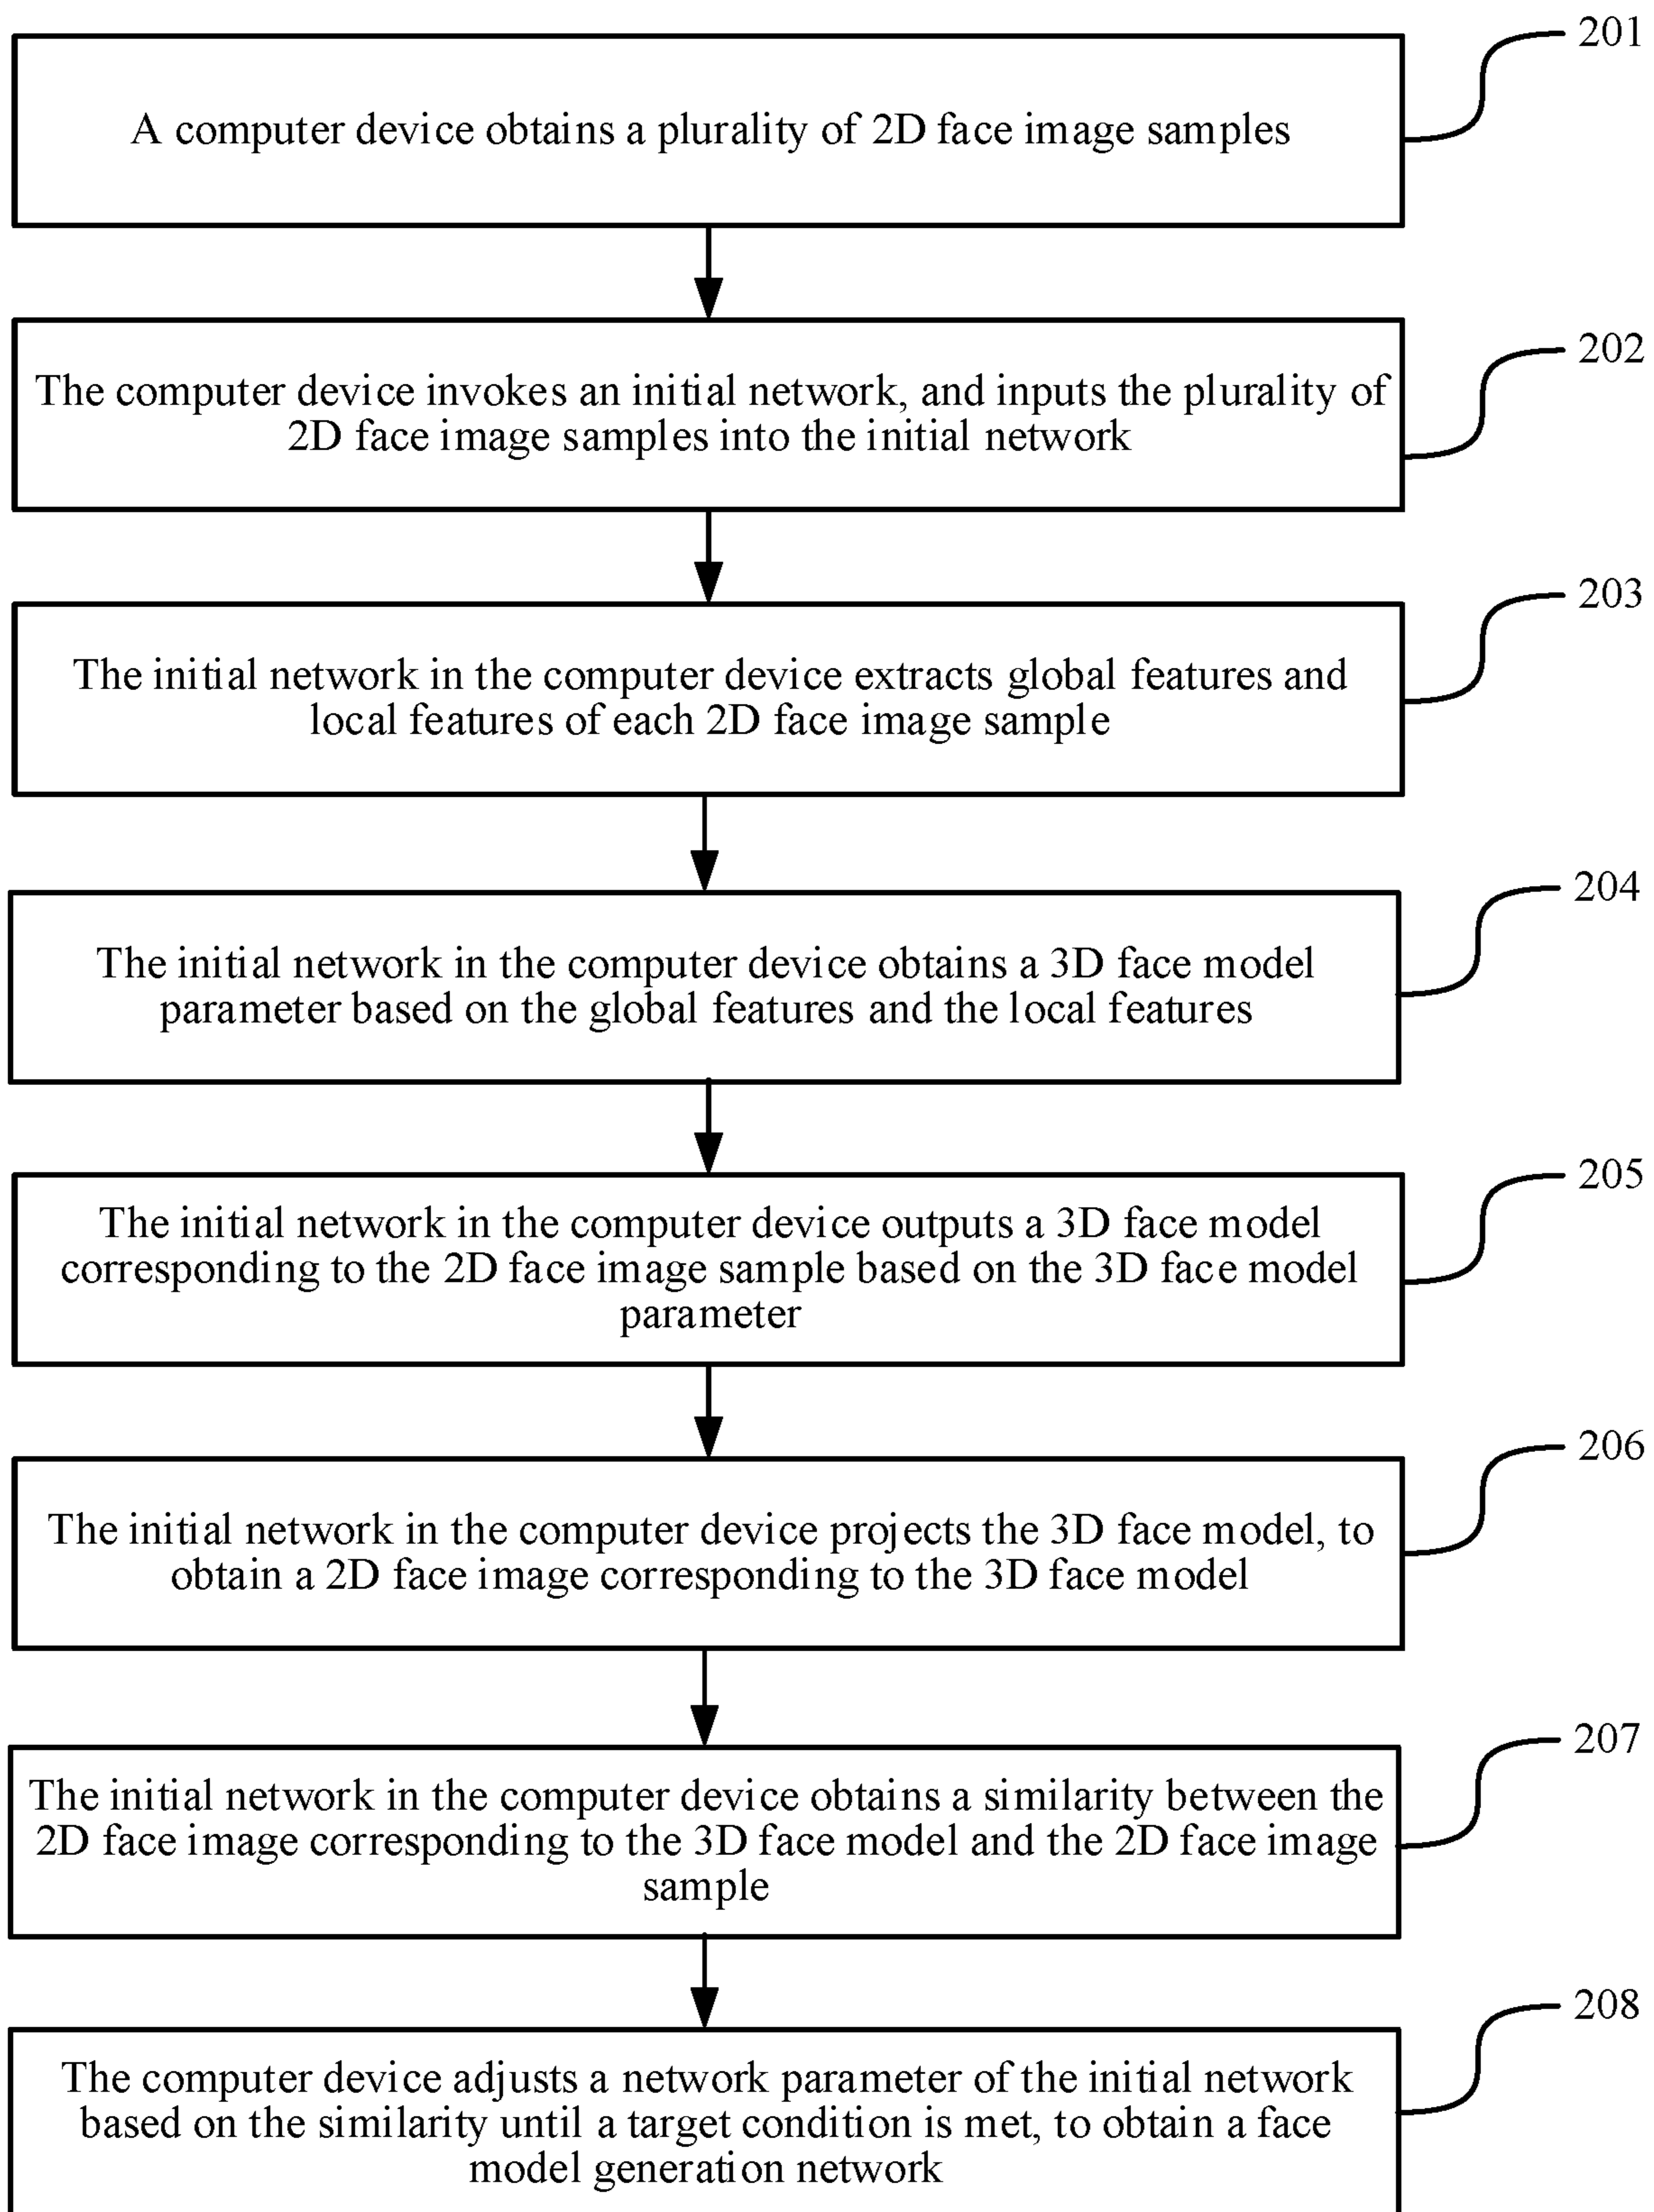 201
A computer device obtains a plurality of 2D face image samples
202
The computer device invokes an initial network, and inputs the plurality of
2D face image samples into the initial network
203
The initial network in the computer device extracts global features and
local features of each 2D face image sample
204
The initial network in the computer device obtains a 3D face model
parameter based on the global features and the local features
205
The initial network in the computer device outputs a 3D face model
corresponding to the 2D face image sample based on the 3D face model
parameter
206
The initial network in the computer device projects the 3D face model, to
obtain a 2D face image corresponding to the 3D face model
207
The initial network in the computer device obtains a similarity between the
2D face image corresponding to the 3D face model and the 2D face image
sample
208
The computer device adjusts a network parameter of the initial network
based on the similarity until a target condition is met, to obtain a face
model generation network